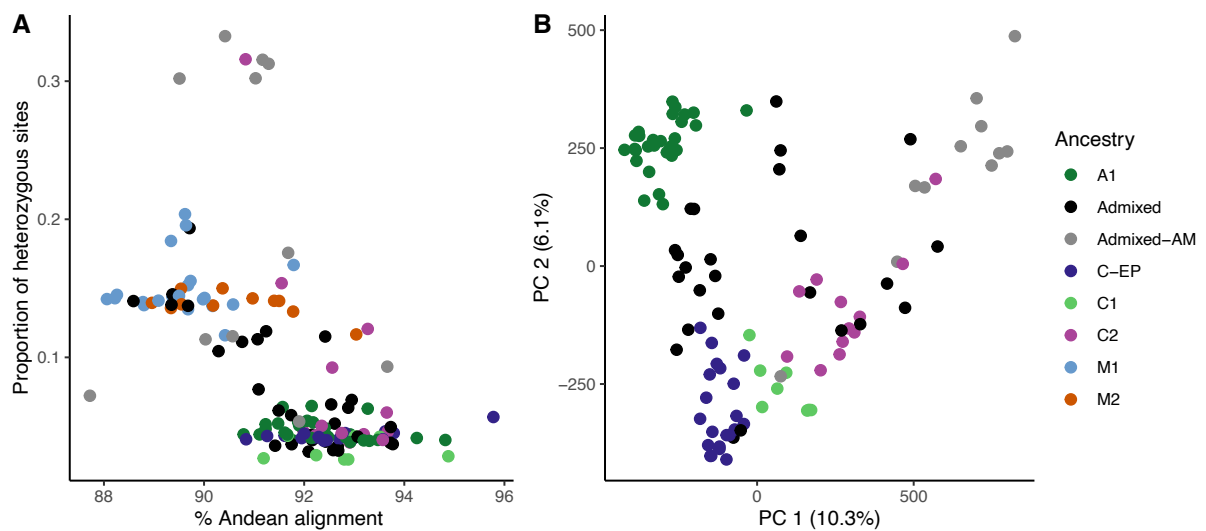 A
Proportion of heterozygous sites
0.3
0.2
0.1
88 90 92 94 96
% Andean alignment
B
PC 2 (6.1%)
500
250
0
−250
0 500
PC 1 (10.3%)
Ancestry
A1
Admixed
Admixed−AM
C−EP
C1
C2
M1
M2